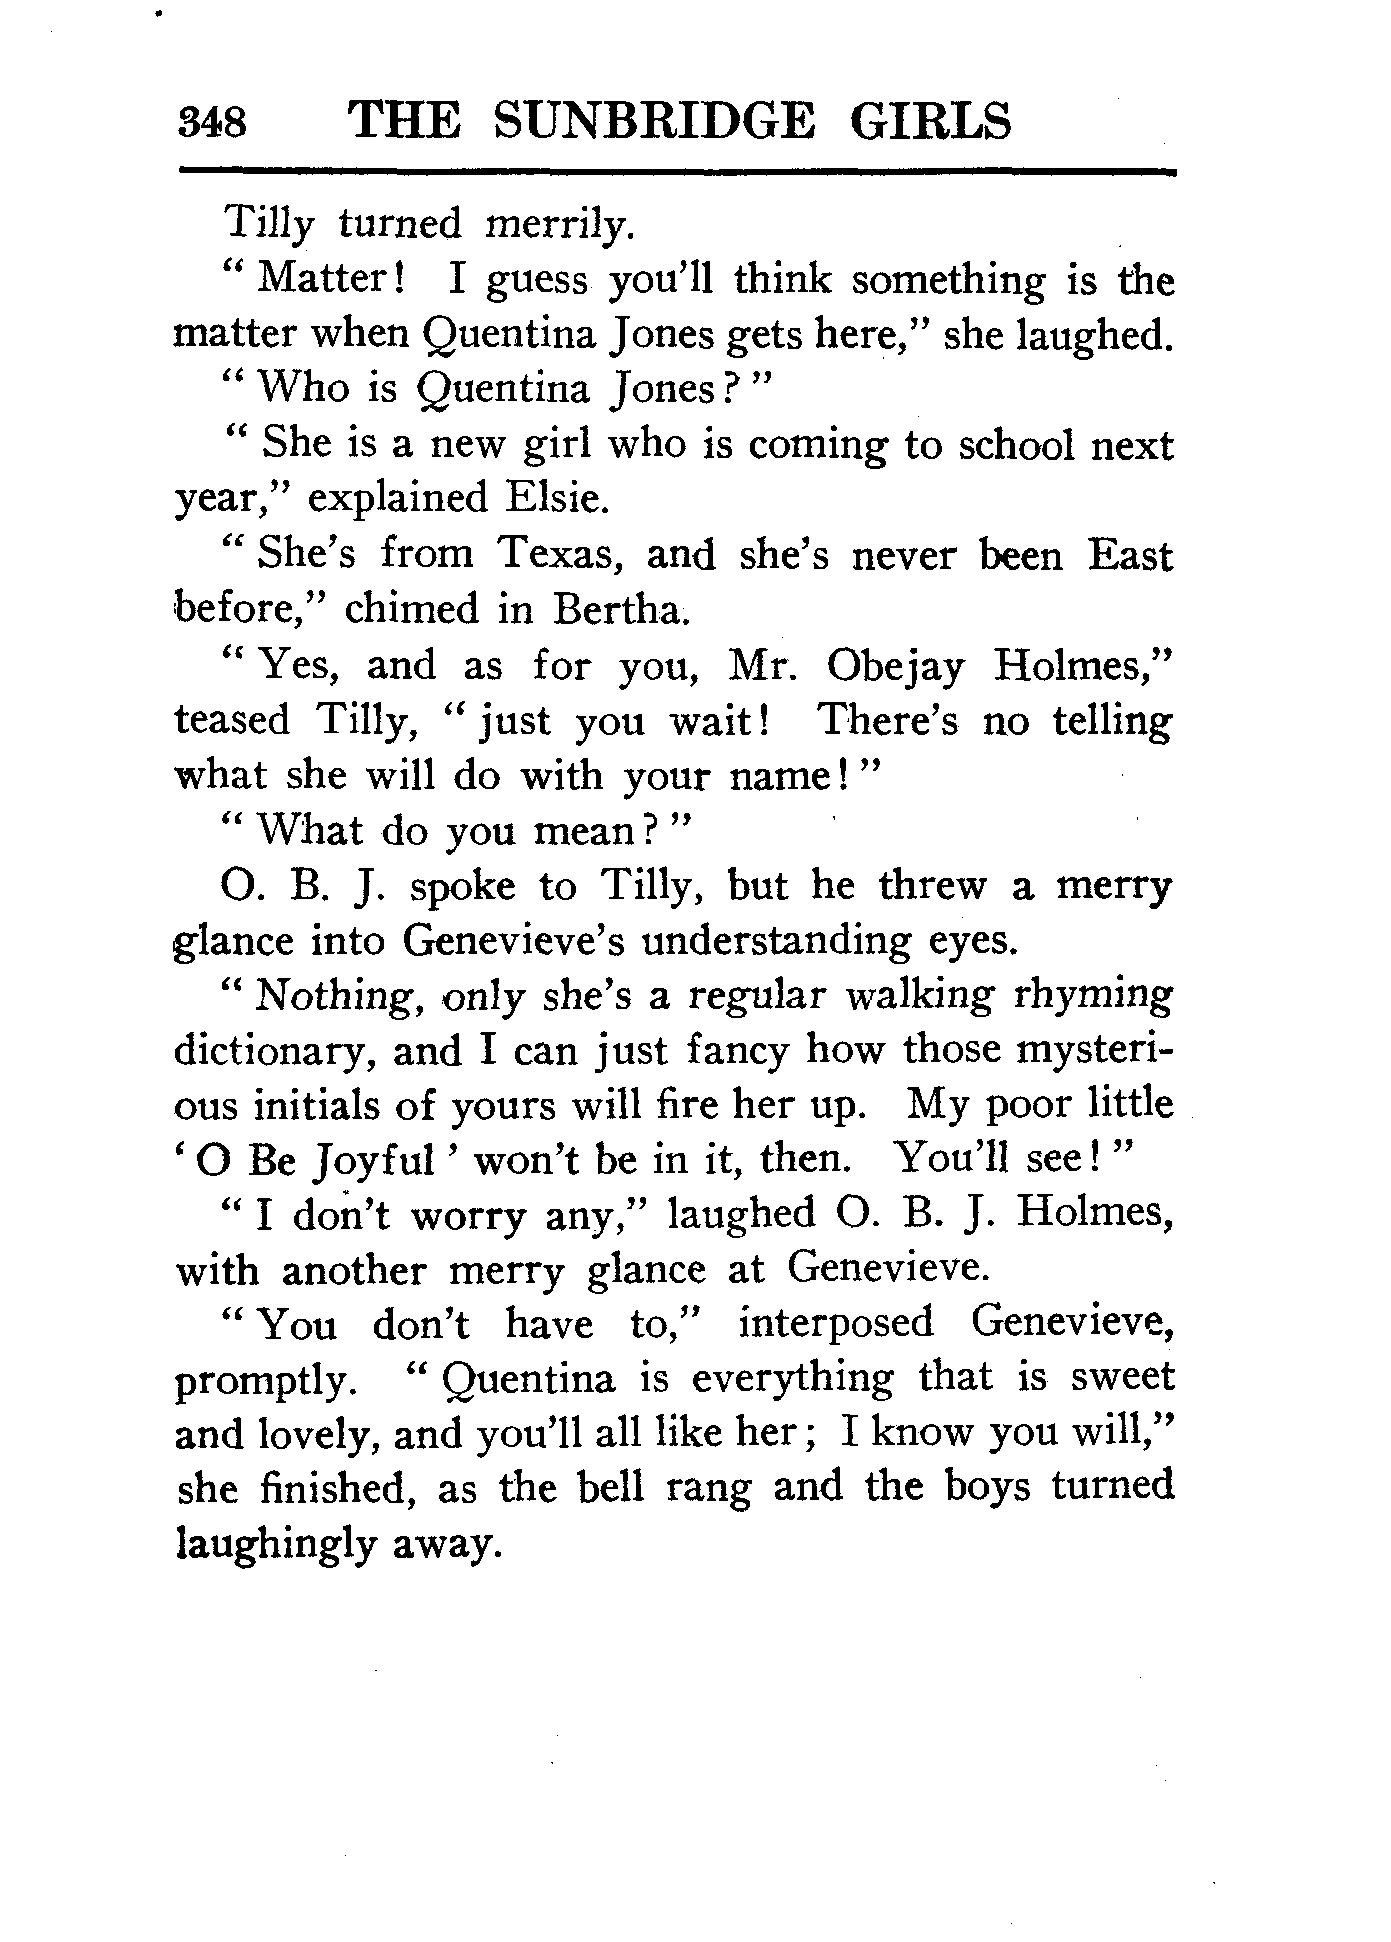 348 THE SUNBRIDGE GIRLS
Tilly turned merrily.
“ Matter! I guess you’ll think something is the
matter when Quentina Jones gets here,” she laughed.
“ Who is Quentina Jones? ”
“ She is a new girl who is coming to school next
year,” explained Elsie.
“ She’s from Texas, and she’s never been East
before,” chimed in Bertha.
“ Yes, and as for you, Mr. Obejay Holmes,”
teased Tilly, “ just you wait! There’s no telling
what she will do with your name! ”
“ What do you mean? ”
O. B. J. spoke to Tilly, but he threw a merry
glance into Genevieve’s understanding eyes.
“ Nothing, only she’s a regular walking rhyming
dictionary, and I can just fancy how those mysteri-
ous initials of yours will fire her up. My poor little
‘ O Be Joyful ’ won’t be in it, then. You’ll see! ”
“ I don’t worry any,” laughed O. B. J. Holmes,
with another merry glance at Genevieve.
“ You don’t have to,” interposed Genevieve,
promptly. “ Quentina is everything that is sweet
and lovely, and you’ll all like her; I know you will,”
she finished, as the bell rang and the boys turned
laughingly away.